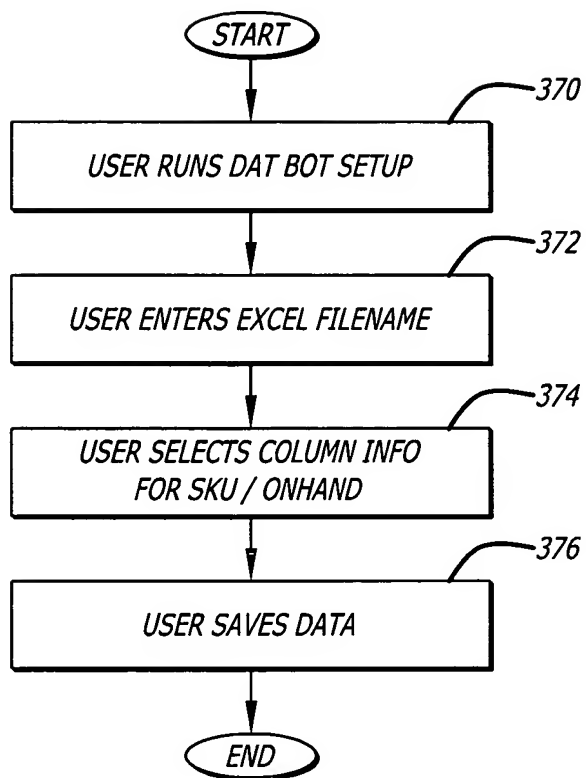 START
370
USER RUNS DAT BOT SETUP
372
USER ENTERS EXCEL FILENAME
374
USER SELECTS COLUMN INFO
FOR SKU / ONHAND
376
USER SAVES DATA
END